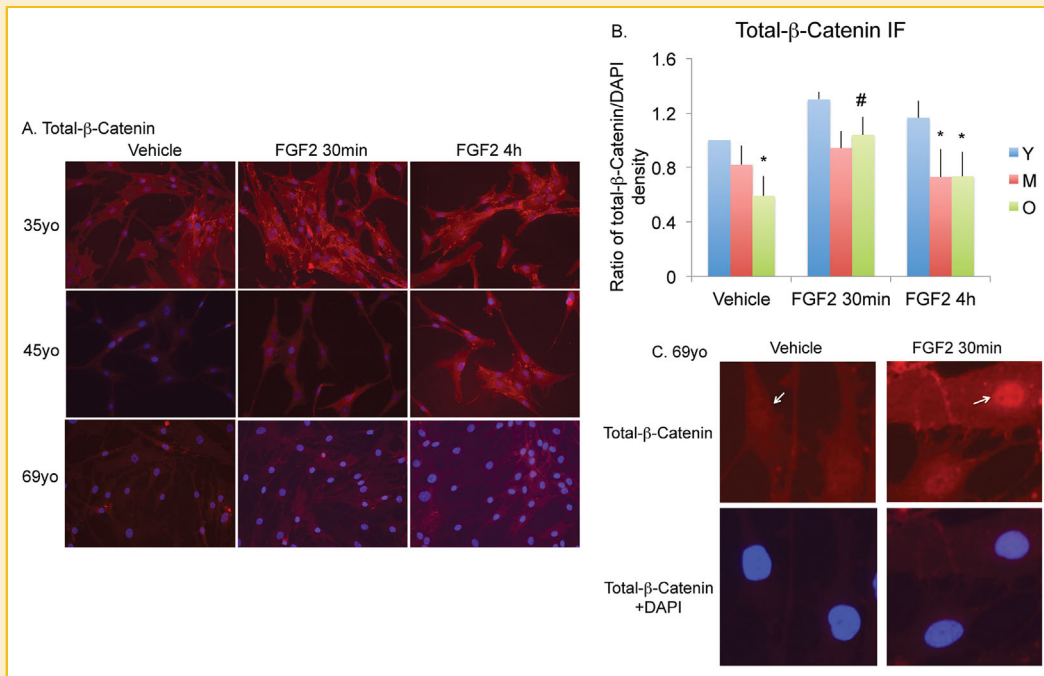 A. Total-β-Catenin
Vehicle FGF2 30min FGF2 4h
35yo
45yo
69yo
B. Total-β-Catenin IF
Ratio of total-β-Catenin/DAPI
density
1.6
1.2
0.8
0.4
0
*
#
* *
Vehicle FGF2 30min FGF2 4h
Y
M
O
C. 69yo
Vehicle FGF2 30min
Total-β-Catenin
Total-β-Catenin
+DAPI